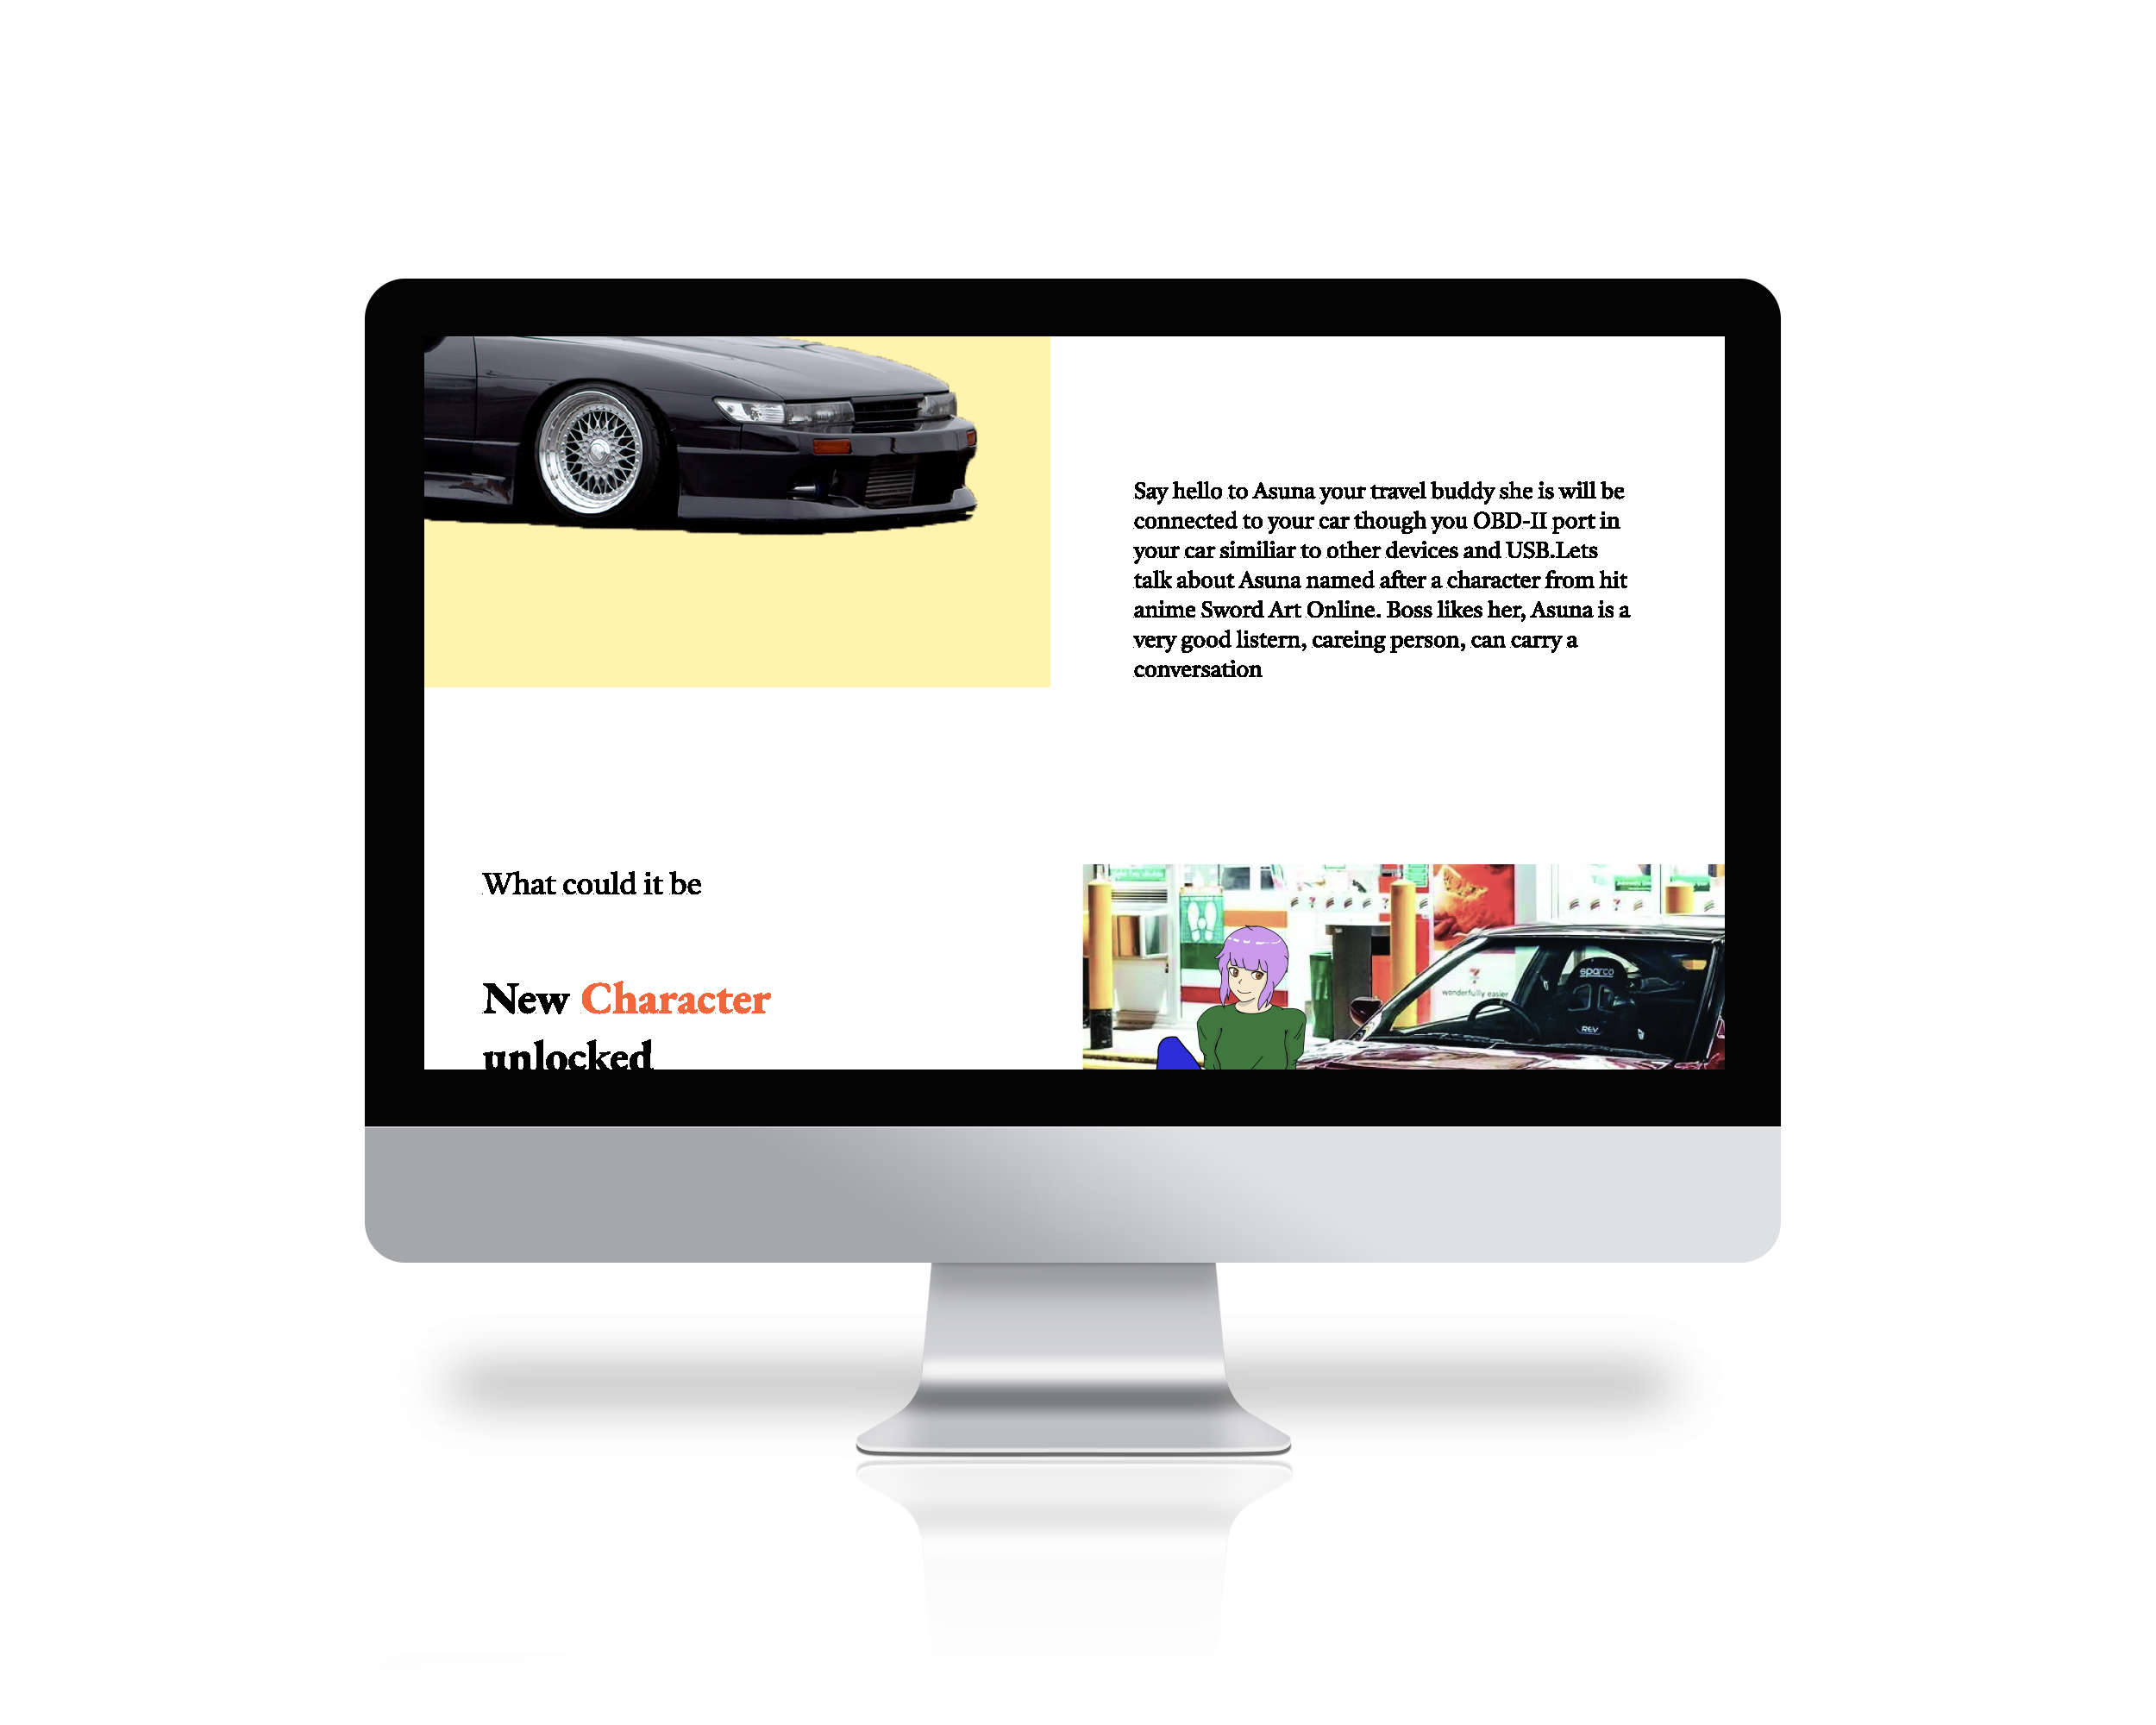 Say hello to Asuna your travel buddy she is will be
connected to your car though you OBD-II port in
your car similiar to other devices and USB.Lets
talk about Asuna named after a character from hit
anime Sword Art Online. Boss likes her, Asuna is a
very good listern, careing person, can carry a
conversation
What could it be
New Character
unlocked
sparco
wonderfully easier
REV